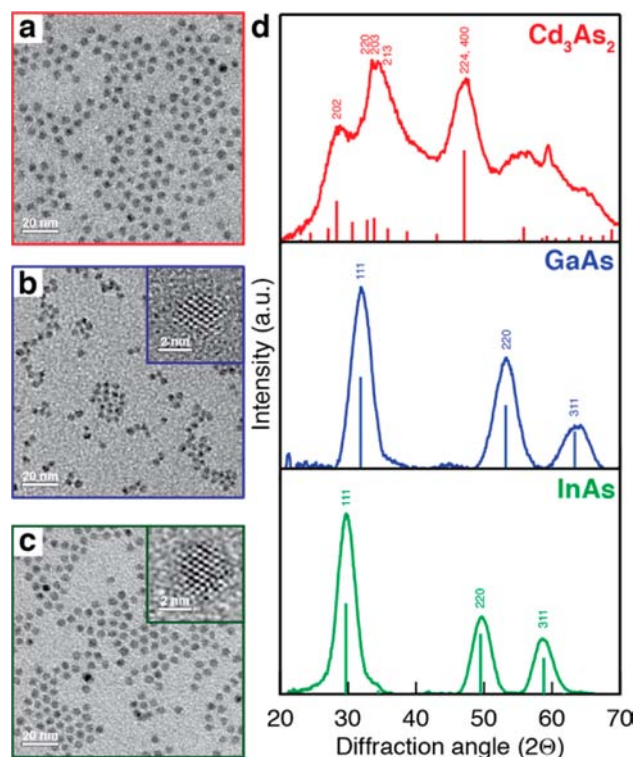 a
20 nm
b
2 nm
20 nm
c
2 nm
20 nm
d
Cd3As2
202
220
203
213
224, 400
GaAs
111
220
311
InAs
111
220
311
Intensity (a.u.)
20 30 40 50 60 70
Diffraction angle (2Θ)